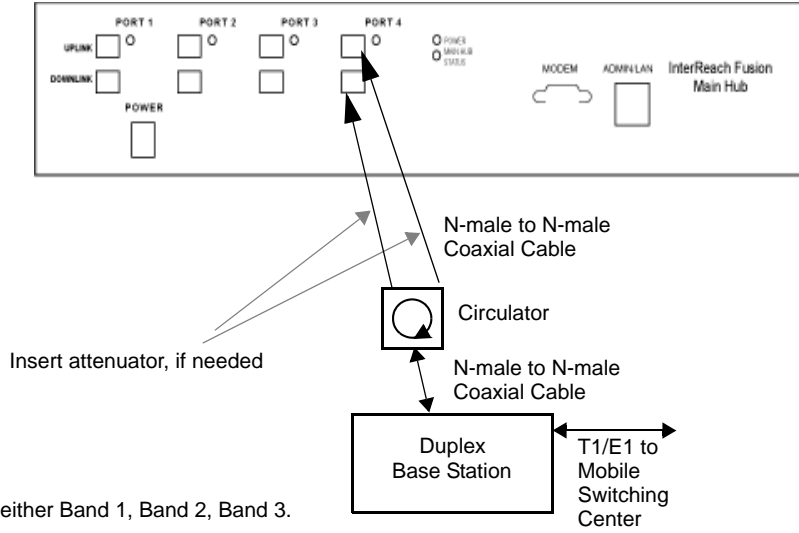 PORT 1 PORT 2 PORT 3 PORT 4
UPLINK
POWER
MAIN HUB
STATUS
DOWNLINK
MODEM ADMIN/LAN
InterReach Fusion
Main Hub
POWER
N-male to N-male
Coaxial Cable
Circulator
Insert attenuator, if needed
N-male to N-male
Coaxial Cable
Duplex
Base Station
T1/E1 to
Mobile
Switching
Center
either Band 1, Band 2, Band 3.